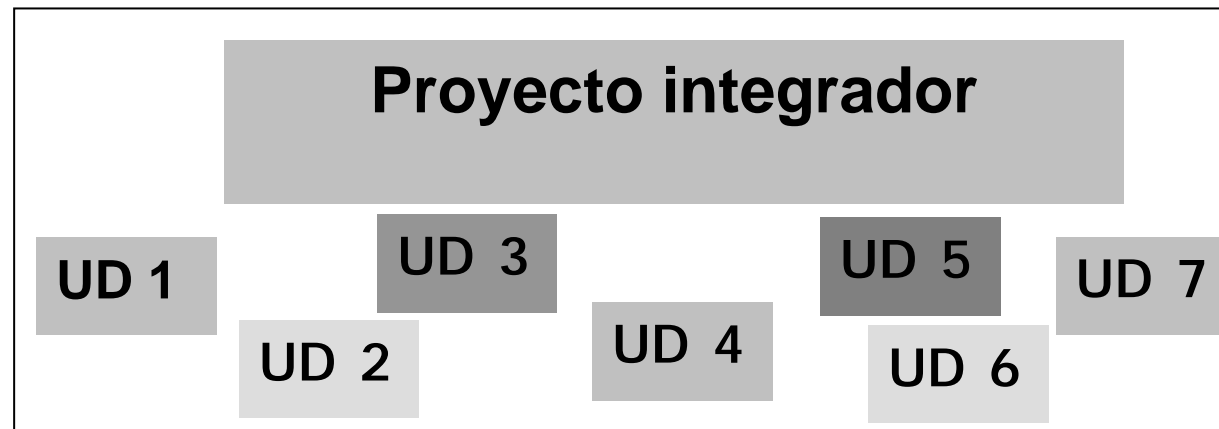 Proyecto integrador
UD 1
UD 2
UD 3
UD 4
UD 5
UD 6
UD 7